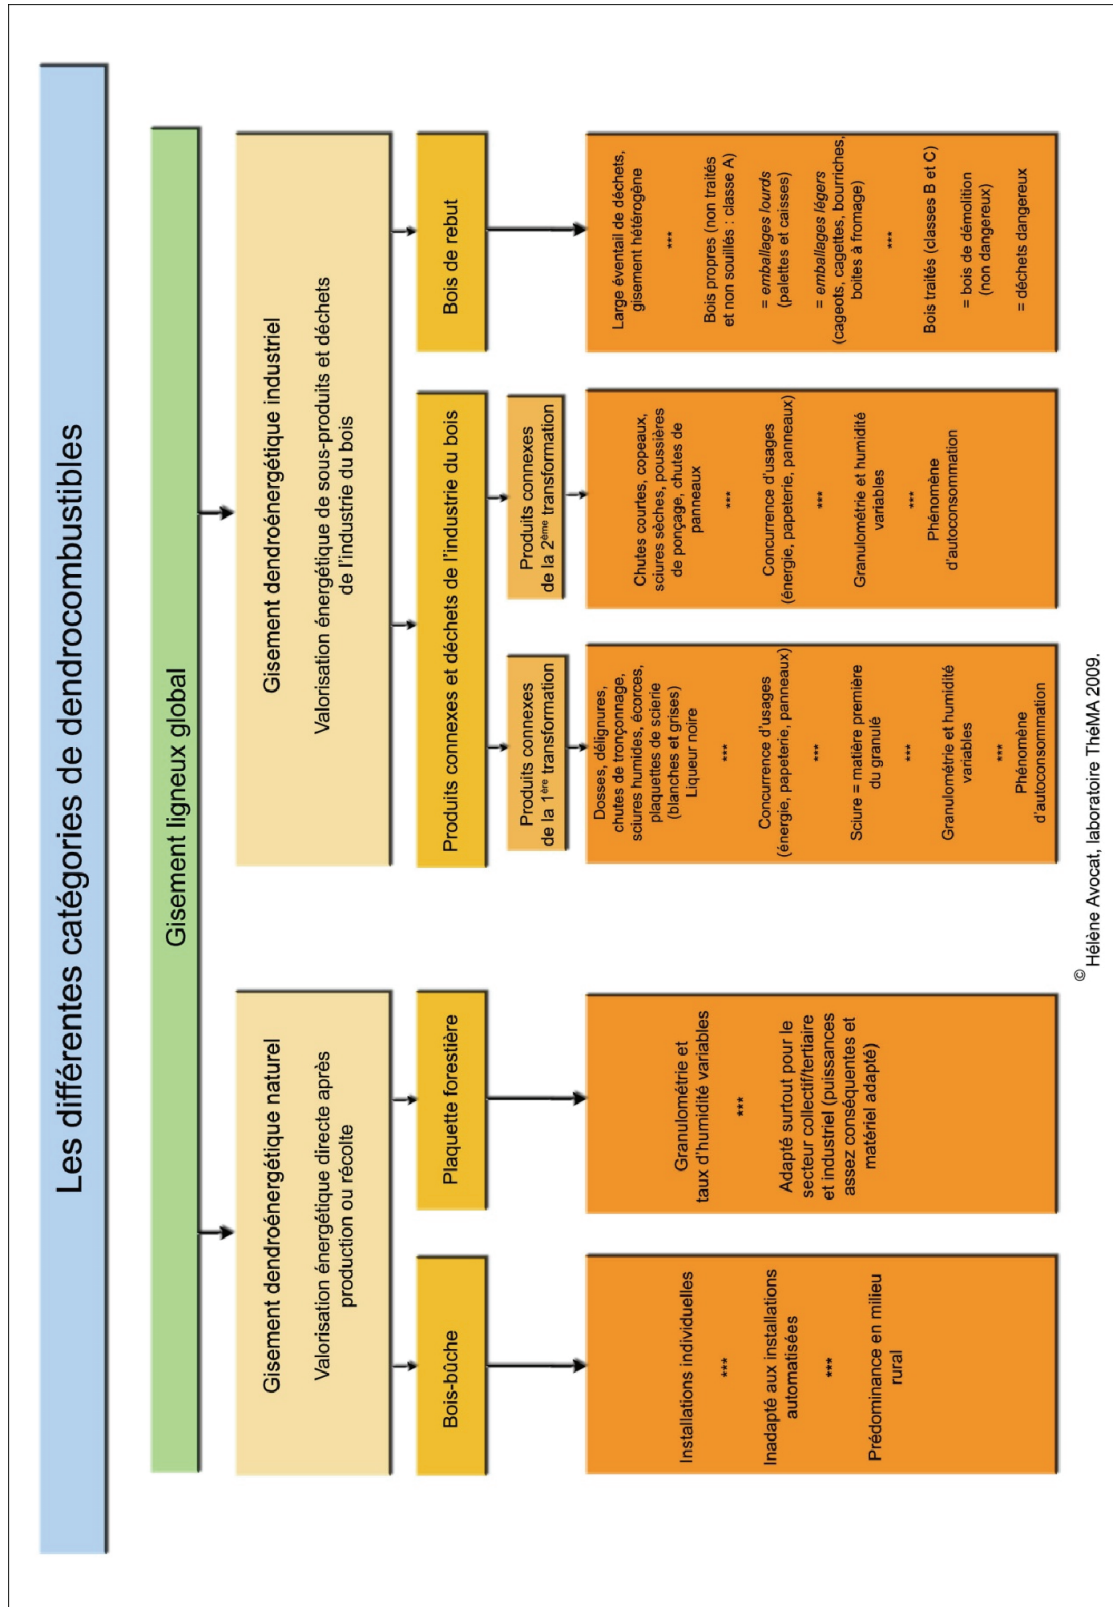 Les différentes catégories de dendrocombustibles
Gisement ligneux global
Gisement dendroénergétique naturel
Valorisation énergétique directe après
production ou récolte
Bois-bûche
Installations individuelles
***
Inadapté aux installations
automatisées
***
Prédominance en milieu
rural
Plaquette forestière
Granulométrie et
taux d'humidité variables
***
Adapté surtout pour le
secteur collectif/tertiaire
et industriel (puissances
assez conséquentes et
matériel adapté)
Gisement dendroénergétique industriel
Valorisation énergétique de sous-produits et déchets
de l'industrie du bois
Produits connexes et déchets de l'industrie du bois
Produits connexes
de la 1ère transformation
Dosses, délignures,
chutes de tronçonnage,
sciures humides, écorces,
plaquettes de scierie
(blanches et grises)
Liqueur noire
***
Concurrence d'usages
(énergie, papeterie, panneaux)
***
Sciure = matière première
du granulé
***
Granulométrie et humidité
variables
***
Phénomène
d'autoconsommation
Produits connexes
de la 2ème transformation
Chutes courtes, copeaux,
sciures sèches, poussières
de ponçage, chutes de
panneaux
***
Concurrence d'usages
(énergie, papeterie, panneaux)
***
Granulométrie et humidité
variables
***
Phénomène
d'autoconsommation
Bois de rebut
Large éventail de déchets,
gisement hétérogène
***
Bois propres (non traités
et non souillés : classe A)
= emballages lourds
(palettes et caisses)
= emballages légers
(cageots, cagettes, bourriches,
boites à fromage)
***
Bois traités (classes B et C)
= bois de démolition
(non dangereux)
= déchets dangereux
© Hélène Avocat, laboratoire ThéMA 2009.